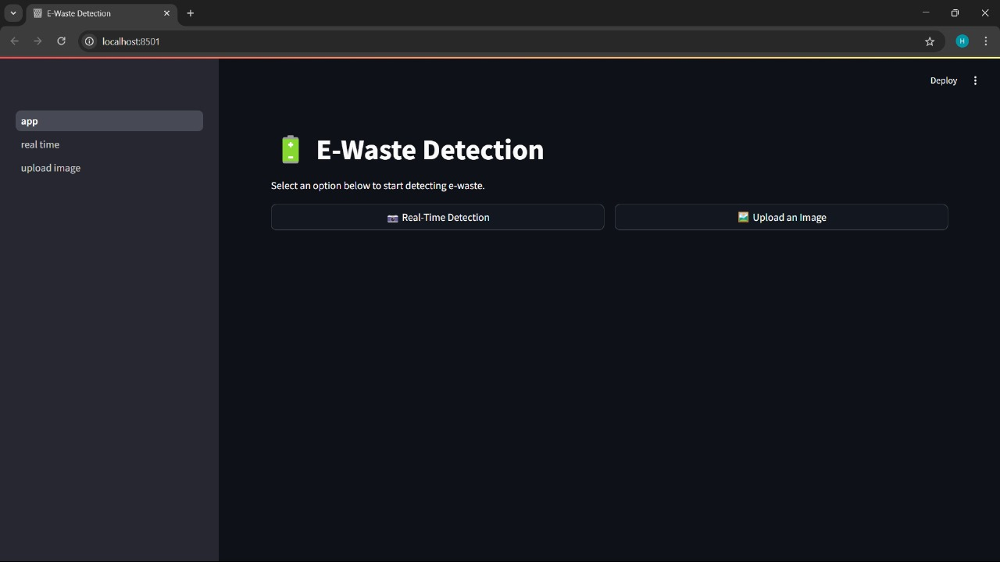 E-Waste Detection
localhost:8501
H
Deploy
app
real time
upload image
E-Waste Detection
Select an option below to start detecting e-waste.
Real-Time Detection
Upload an Image